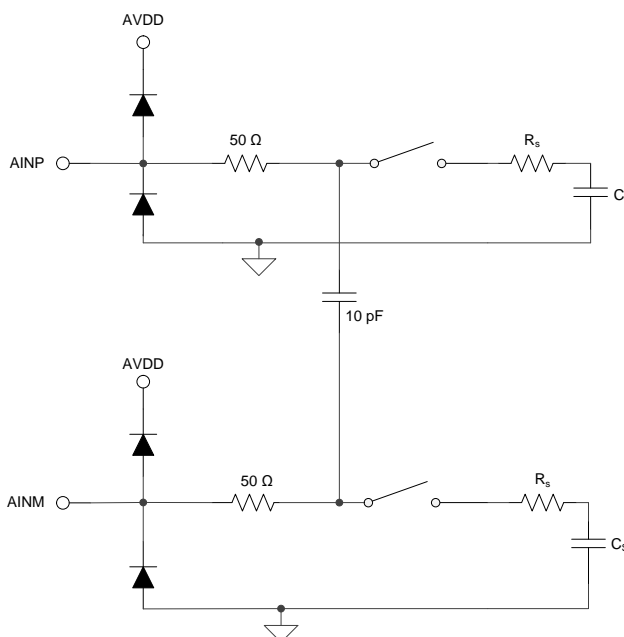 AVDD
50 Ω
Rs
AINP
C
10 pF
AVDD
50 Ω
Rs
AINM
Cs